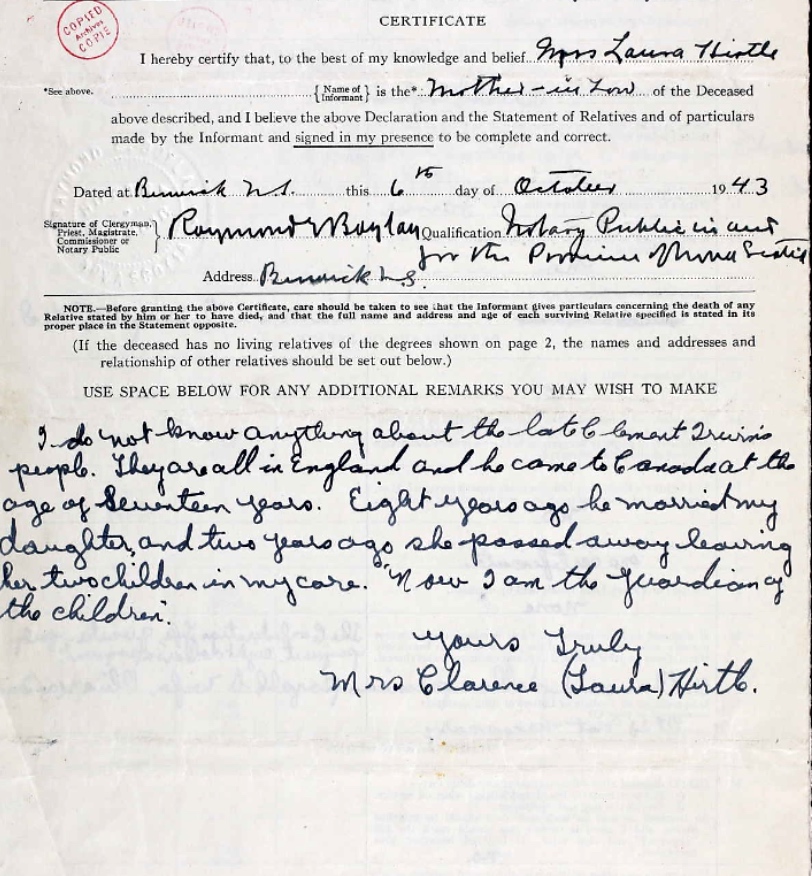 COPIED
Archives
COPIE
CERTIFICATE
I hereby certify that, to the best of my knowledge and belief Mrs Laura Hirtle
*See above. {Name of Informant} is the* Mother-in Law of the Deceased
above described, and I believe the above Declaration and the Statement of Relatives and of particulars
made by the Informant and signed in my presence to be complete and correct.
Dated at Berwick N.S. this 6th day of October 1943
Signature of Clergyman, Priest, Magistrate, Commissioner or Notary Public } Raymond Boylan Qualification Notary Public in and
for the Province of Nova Scotia
Address Berwick N.S.
NOTE.—Before granting the above Certificate, care should be taken to see that the Informant gives particulars concerning the death of any
Relative stated by him or her to have died, and that the full name and address and age of each surviving Relative specified is stated in its
proper place in the Statement opposite.
(If the deceased has no living relatives of the degrees shown on page 2, the names and addresses and
relationship of other relatives should be set out below.)
USE SPACE BELOW FOR ANY ADDITIONAL REMARKS YOU MAY WISH TO MAKE
I do not know anything about the late Clement Irwin's
people. They are all in England and he came to Canada at the
age of Seventeen years. Eight years ago he married my
daughter, and two years ago she passed away leaving
her two children in my care. "Now I am the guardian of
the children".
Yours Truly
Mrs Clarence (Laura) Hirtle.